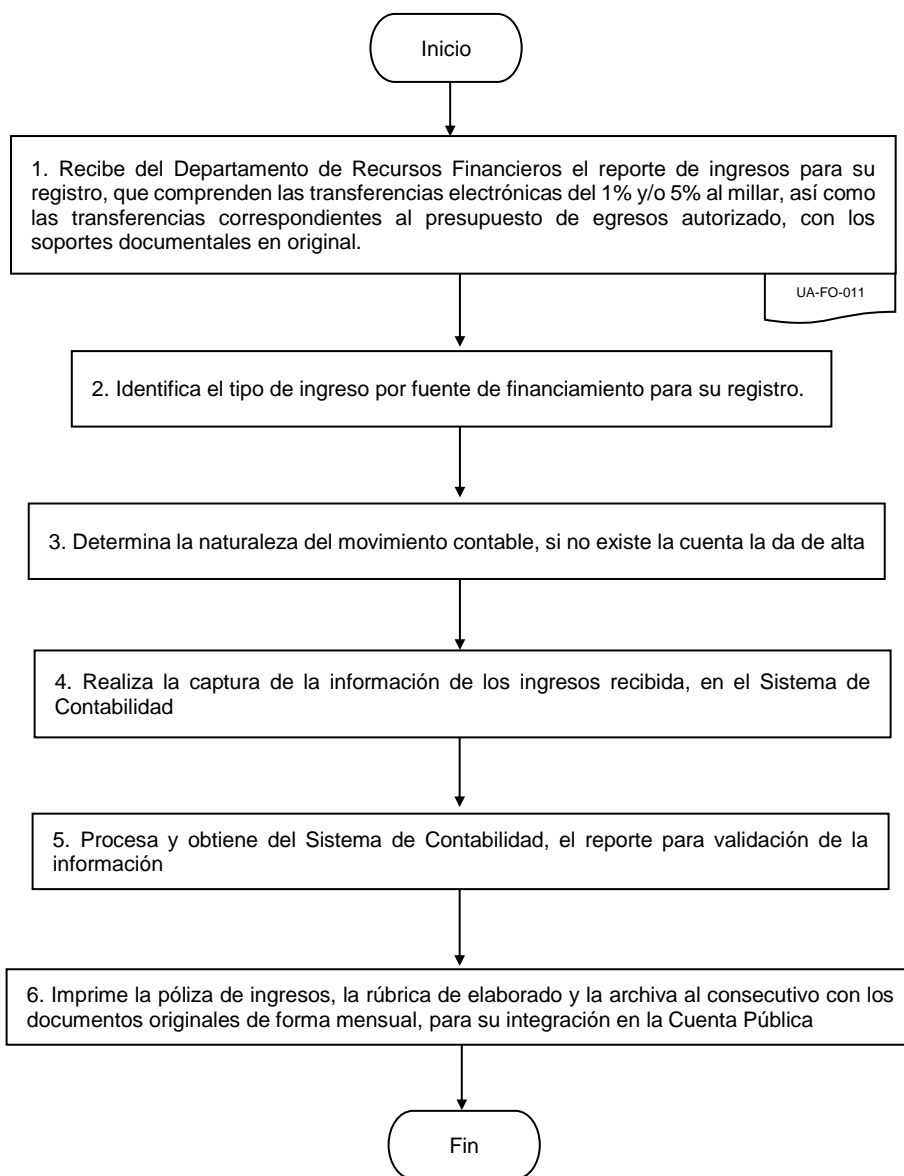 Inicio
1. Recibe del Departamento de Recursos Financieros el reporte de ingresos para su
registro, que comprenden las transferencias electrónicas del 1% y/o 5% al millar, así como
las transferencias correspondientes al presupuesto de egresos autorizado, con los
soportes documentales en original.
UA-FO-011
2. Identifica el tipo de ingreso por fuente de financiamiento para su registro.
3. Determina la naturaleza del movimiento contable, si no existe la cuenta la da de alta
4. Realiza la captura de la información de los ingresos recibida, en el Sistema de
Contabilidad
5. Procesa y obtiene del Sistema de Contabilidad, el reporte para validación de la
información
6. Imprime la póliza de ingresos, la rúbrica de elaborado y la archiva al consecutivo con los
documentos originales de forma mensual, para su integración en la Cuenta Pública
Fin